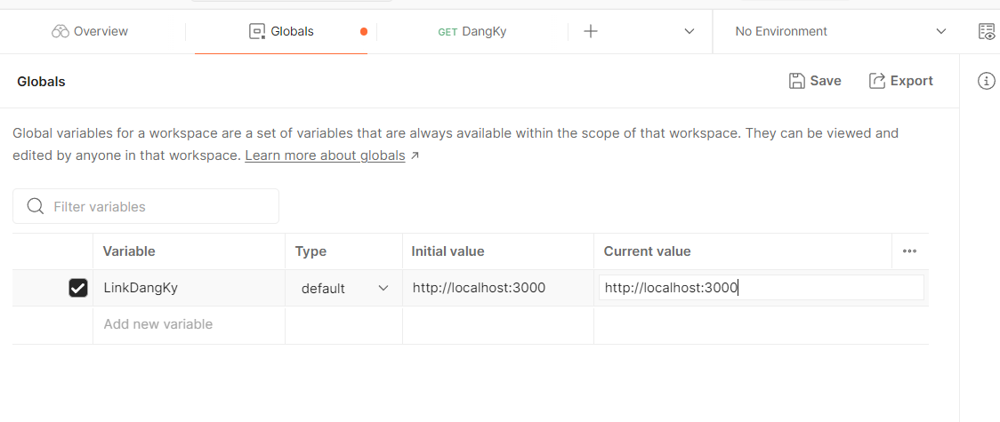 Overview Globals GET DangKy No Environment
Globals Save Export
Global variables for a workspace are a set of variables that are always available within the scope of that workspace. They can be viewed and
edited by anyone in that workspace. Learn more about globals ↗
Filter variables
Variable Type Initial value Current value
LinkDangKy default http://localhost:3000 http://localhost:3000
Add new variable